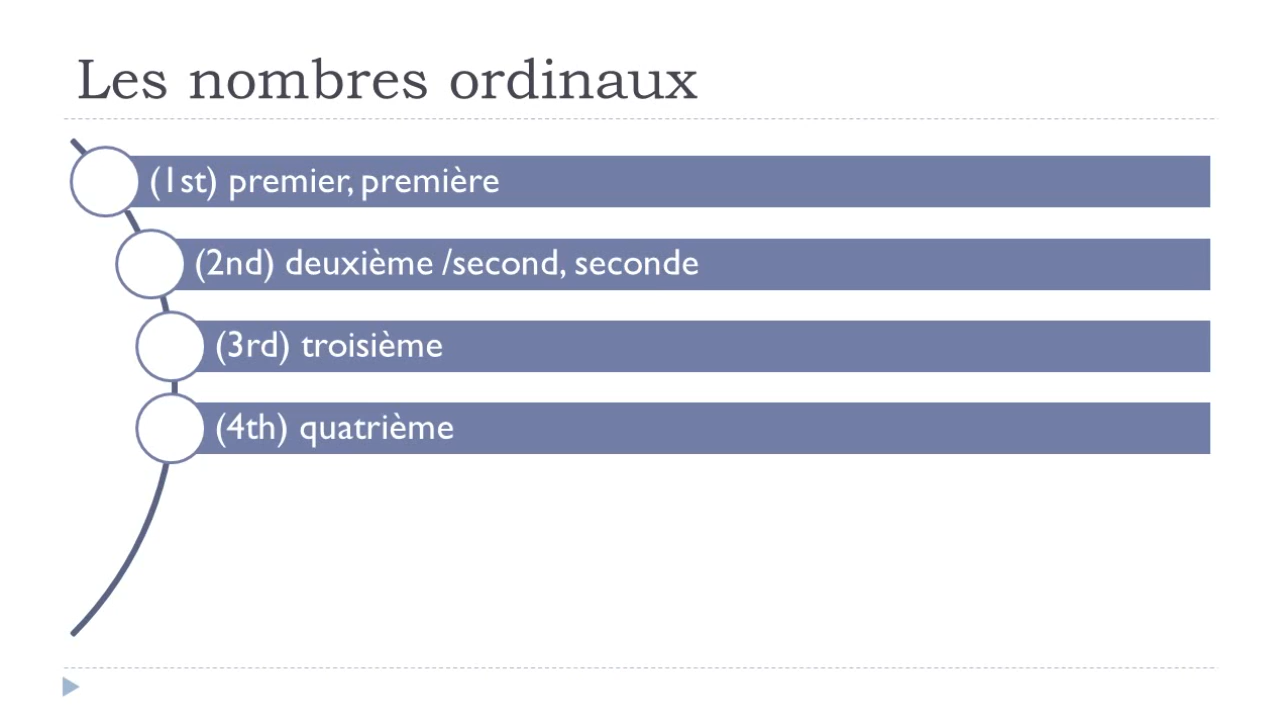 Les nombres ordinaux
(1st) premier, première
(2nd) deuxième /second, seconde
(3rd) troisième
(4th) quatrième